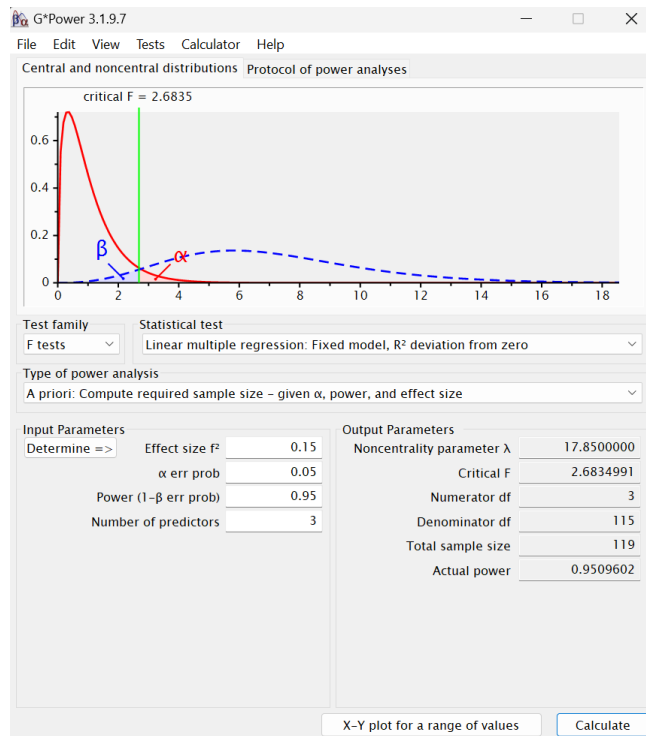 βα G*Power 3.1.9.7
File Edit View Tests Calculator Help
Central and noncentral distributions Protocol of power analyses
critical F = 2.6835
0.6
0.4
0.2
β α
0
0 2 4 6 8 10 12 14 16 18
Test family Statistical test
F tests Linear multiple regression: Fixed model, R² deviation from zero
Type of power analysis
A priori: Compute required sample size – given α, power, and effect size
Input Parameters Output Parameters
Determine => Effect size f² 0.15 Noncentrality parameter λ 17.8500000
α err prob 0.05 Critical F 2.6834991
Power (1-β err prob) 0.95 Numerator df 3
Number of predictors 3 Denominator df 115
Total sample size 119
Actual power 0.9509602
X-Y plot for a range of values Calculate